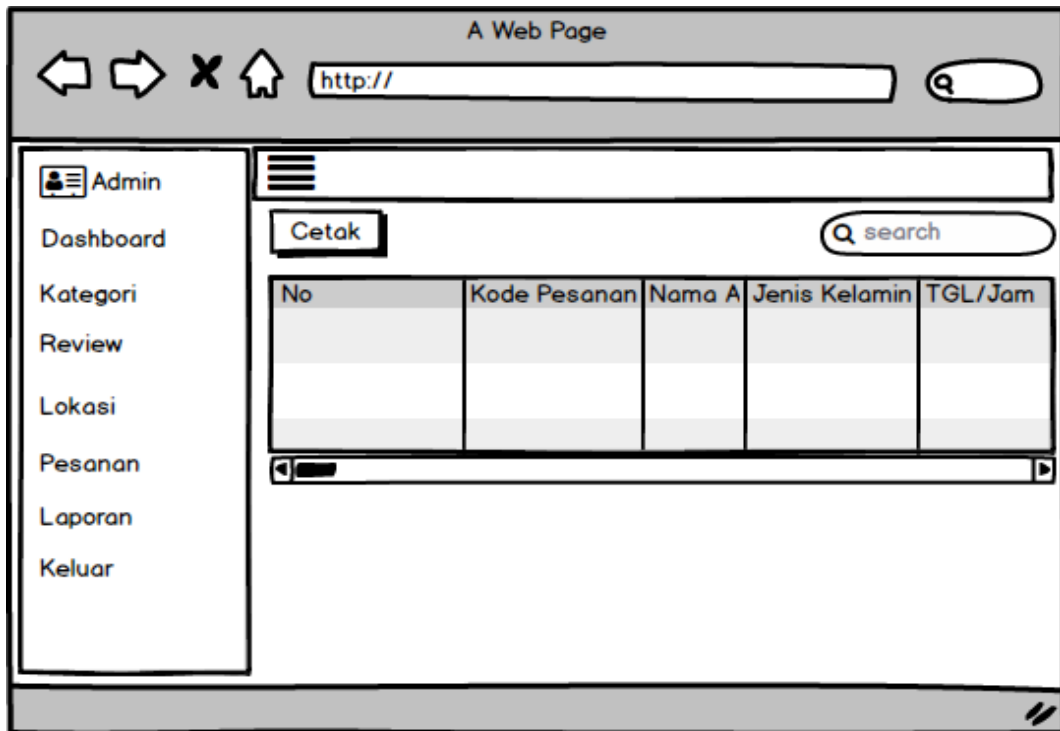 A Web Page
http://
Admin
Dashboard
Kategori
Review
Lokasi
Pesanan
Laporan
Keluar
Cetak
search
No Kode Pesanan Nama A Jenis Kelamin TGL/Jam